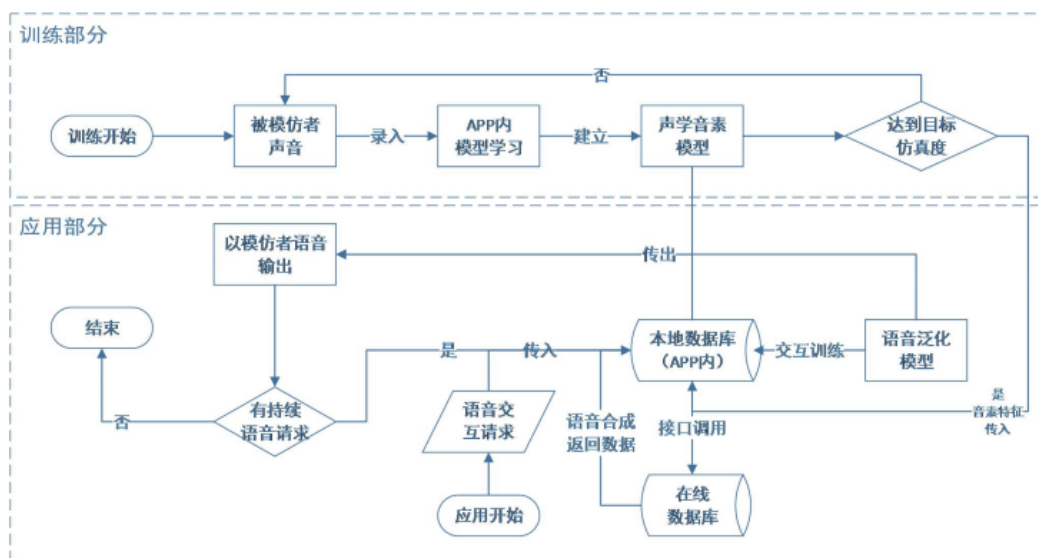 训练部分
否
训练开始
被模仿者
声音
录入
APP内
模型学习
建立
声学音素
模型
达到目标
仿真度
应用部分
以模仿者语音
输出
传出
结束
是
传入
本地数据库
（APP内）
交互训练
语音泛化
模型
否
有持续
语音请求
语音交
互请求
语音合成
返回数据
接口调用
是
音素特征
传入
应用开始
在线
数据库